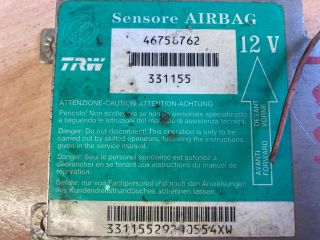 Sensore AIRBAG
46758762
12 V
TRW
331155
ATTENZIONE-CAUTION-ATTENTION-ACHTUNG
Pericolo! Non scollegare se non da personale specializzato
e seguendo le istruzioni del manuale di assistenza tecnica.
Danger: Do not disconnect! This operation is only to be carried
out by skilled operators, following the instructions given
in the service manual.
Danger: Seul le personnel spécialisé est autorisé à
débrancher en se tenant aux instructions du manuel
de réparation.
Gefahr: nur von Fachpersonal und nach den Anweisungen
des Kundendiensthandbuches abhängen!
AVANTI DEVANT
FORWARD VORNE